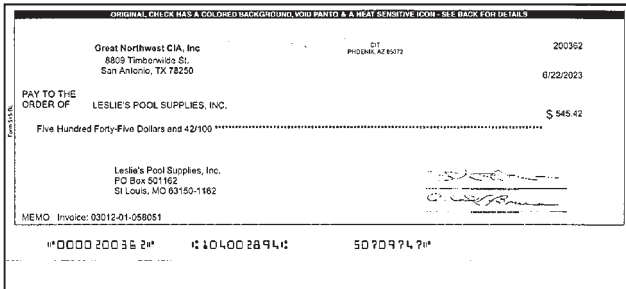 ORIGINAL CHECK HAS A COLORED BACKGROUND, VOID PANTO & A HEAT SENSITIVE ICON - SEE BACK FOR DETAILS
Great Northwest CIA, Inc
8809 Timberwilde St.
San Antonio, TX 78250
CIT
PHOENIX, AZ 85072
200362
6/22/2023
PAY TO THE
ORDER OF LESLIE'S POOL SUPPLIES, INC.
$ 545.42
Five Hundred Forty-Five Dollars and 42/100
Leslie's Pool Supplies, Inc.
PO Box 501162
St Louis, MO 63150-1162
MEMO Invoice: 03012-01-058051
⑈0000200362⑈ ⑆104002894⑆ 50709747⑈